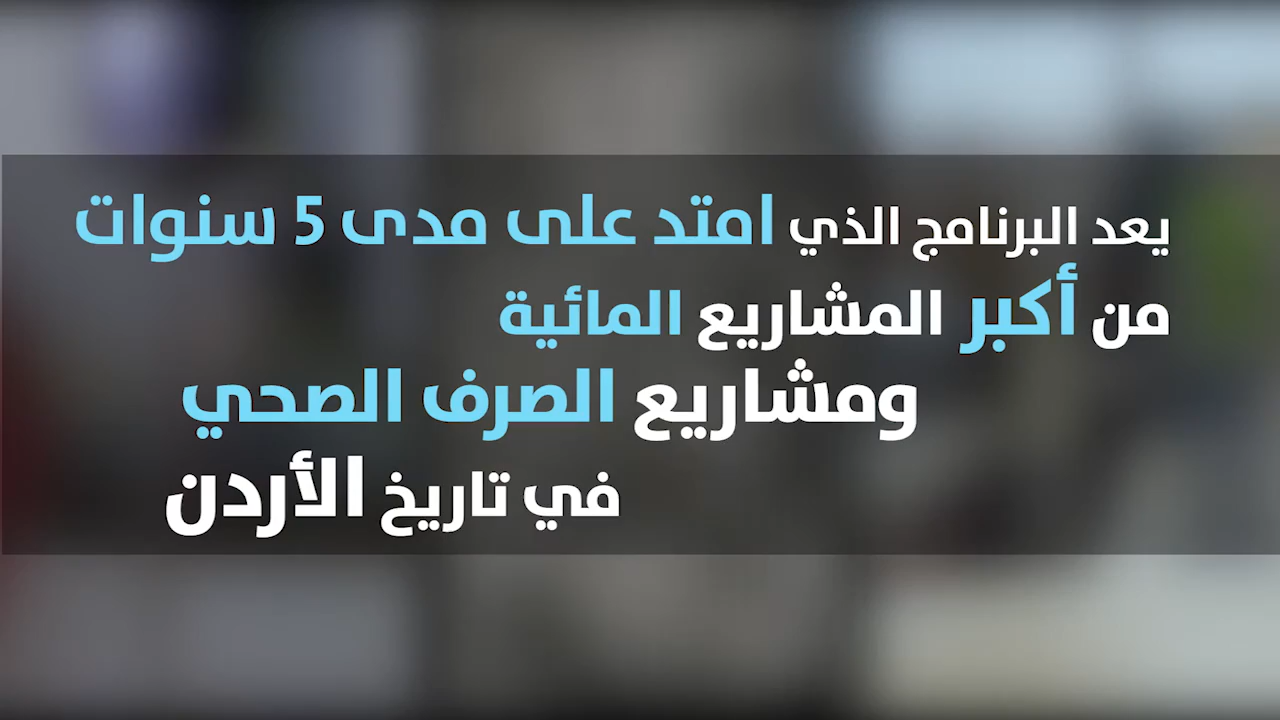 يعد البرنامج الذي امتد على مدى 5 سنوات
من أكبر المشاريع المائية
ومشاريع الصرف الصحي
في تاريخ الأردن